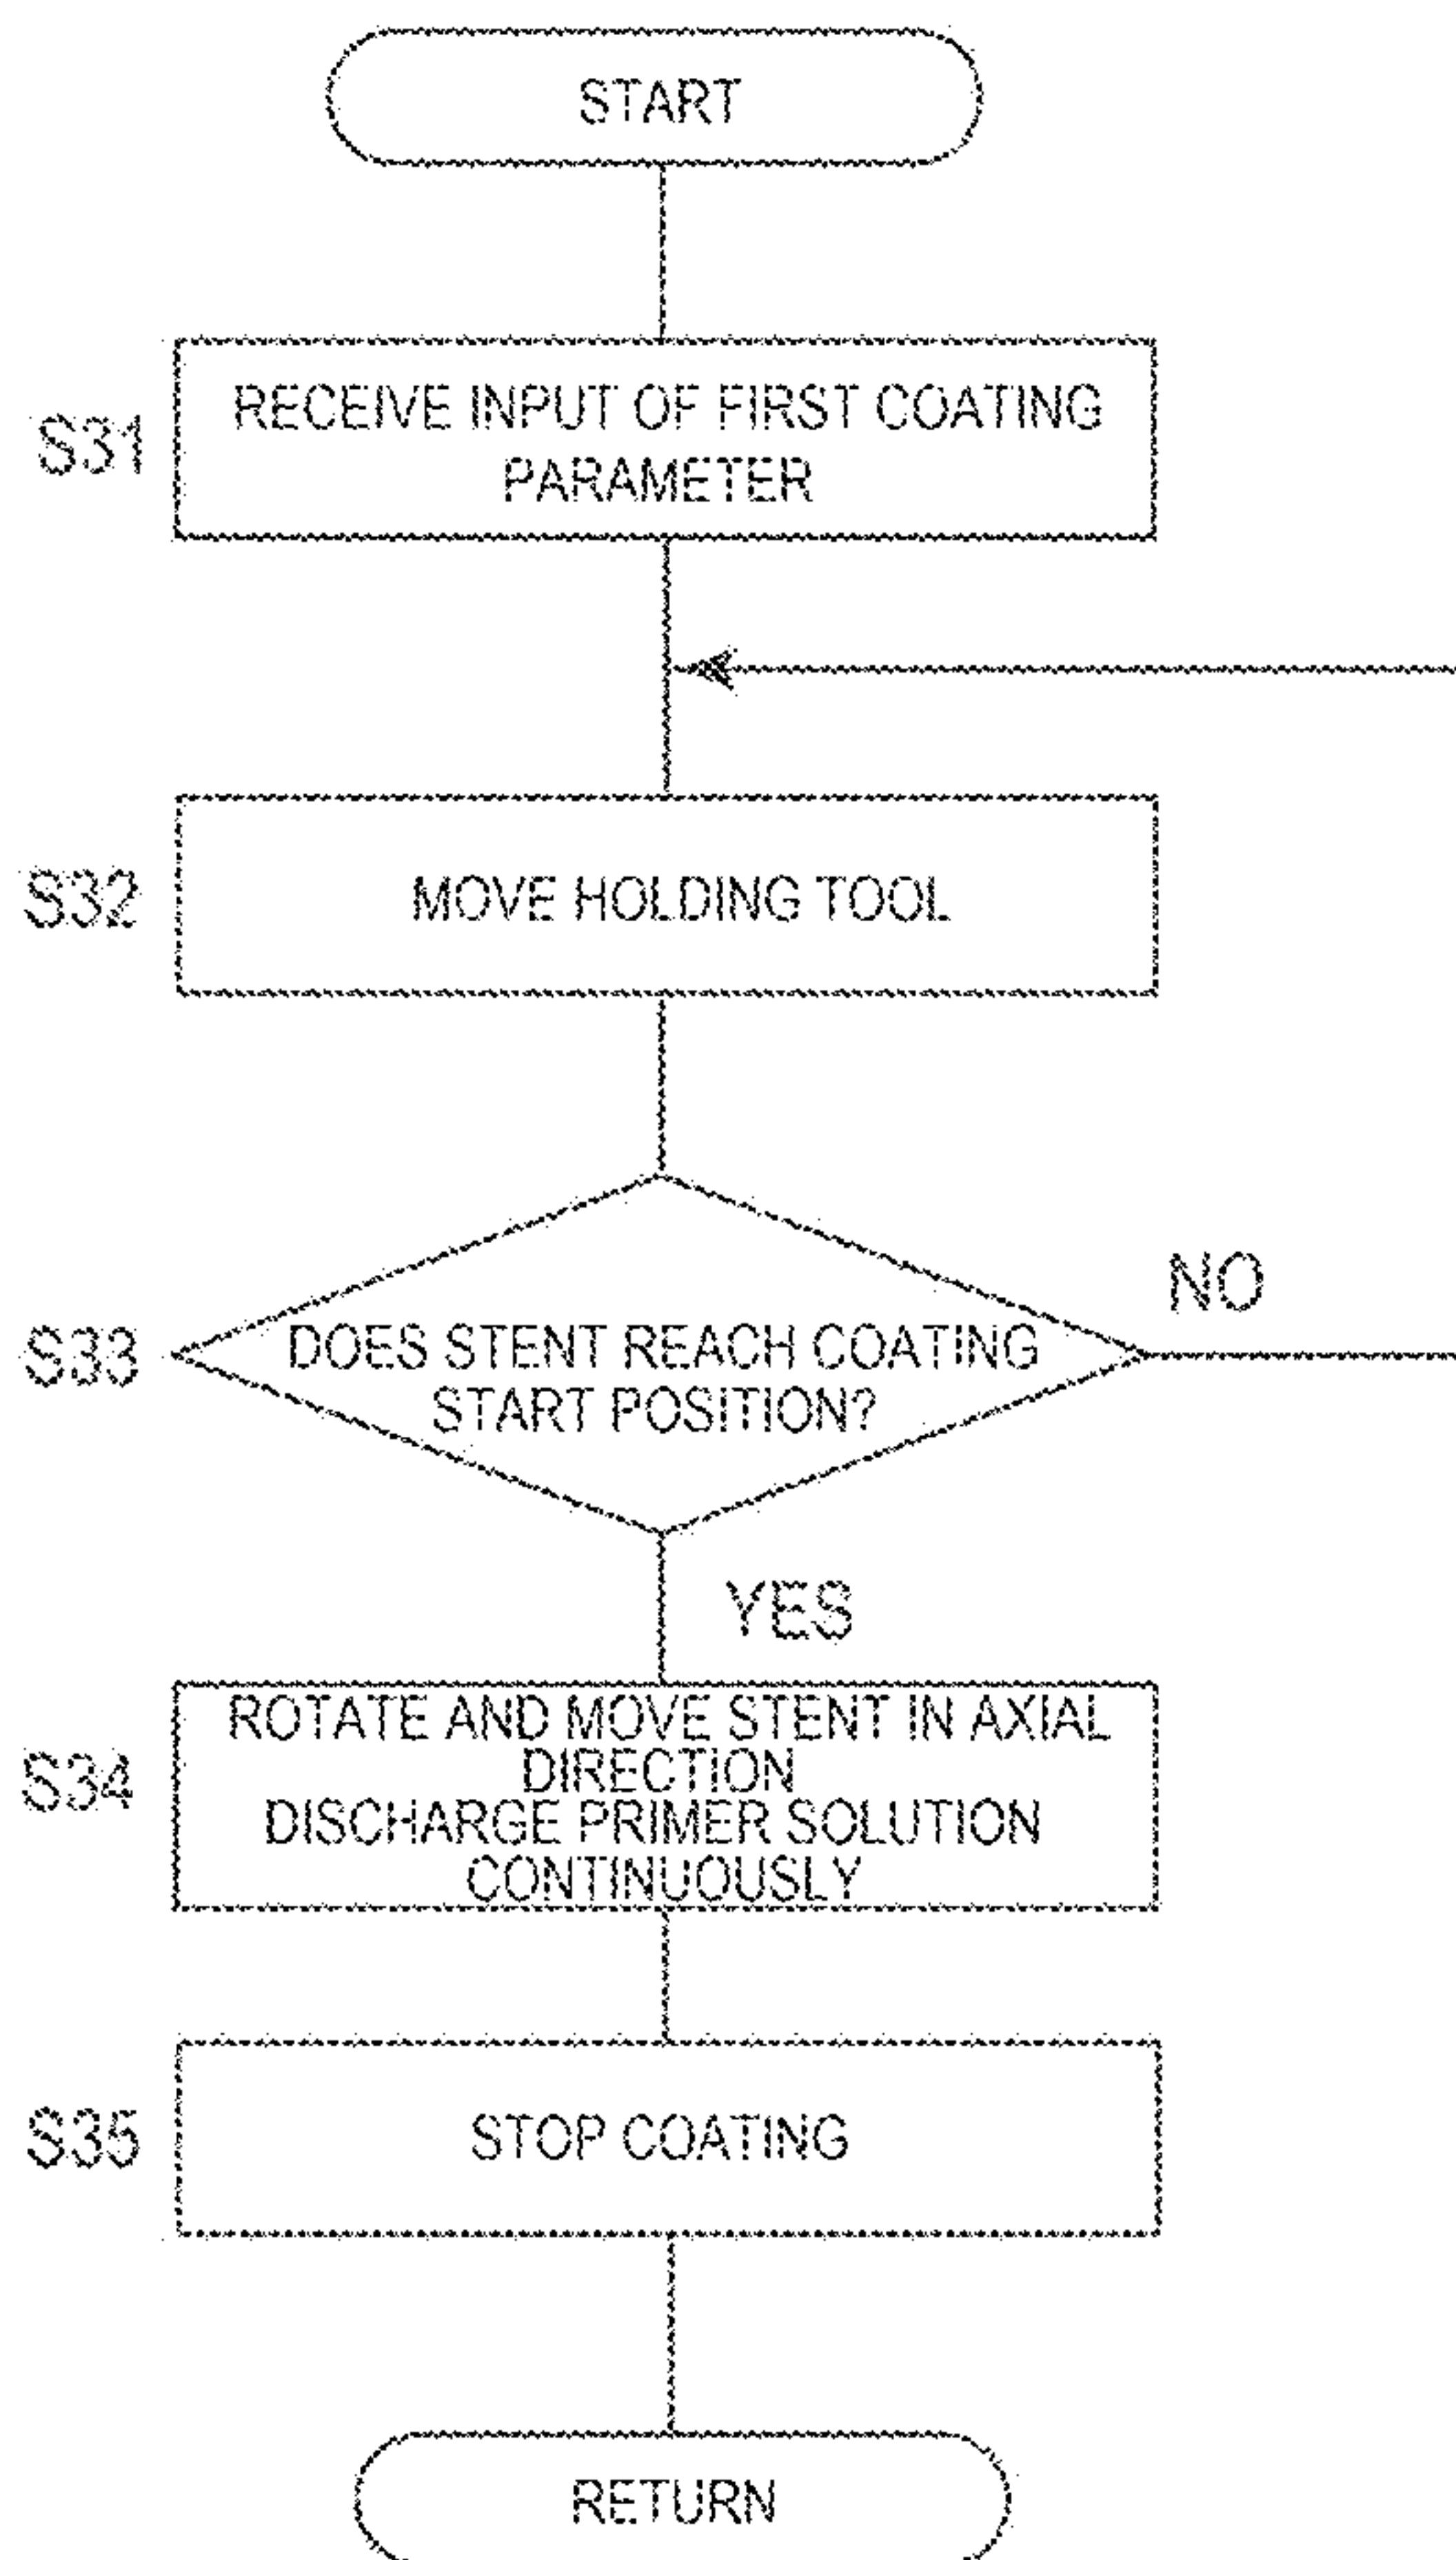 START
S31
RECEIVE INPUT OF FIRST COATING
PARAMETER
S32
MOVE HOLDING TOOL
S33
DOES STENT REACH COATING
START POSITION?
NO
YES
S34
ROTATE AND MOVE STENT IN AXIAL
DIRECTION
DISCHARGE PRIMER SOLUTION
CONTINUOUSLY
S35
STOP COATING
RETURN